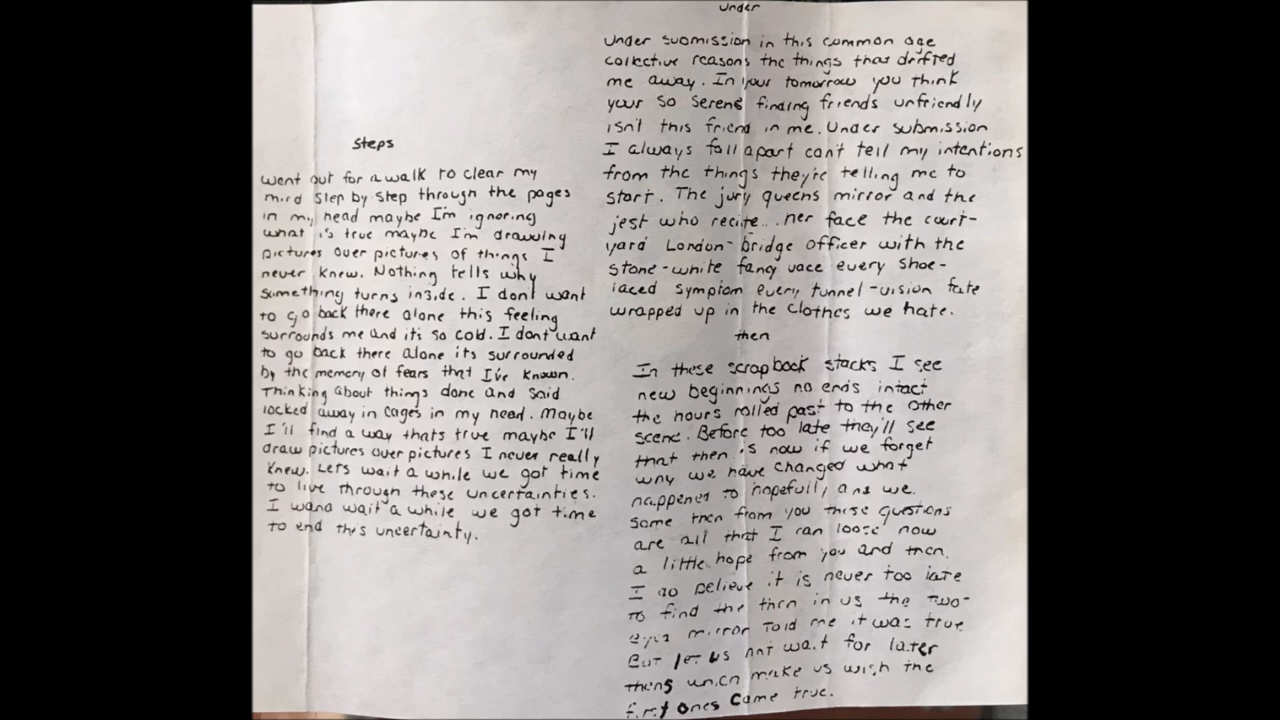 Steps
went out for a walk to clear my
mind step by step through the pages
in my head maybe I'm ignoring
what is true maybe I'm drawing
pictures over pictures of things I
never knew. Nothing tells why
something turns inside. I don't want
to go back there alone this feeling
surrounds me and it's so cold. I dont want
to go back there alone its surrounded
by the memory of fears that I've known.
Thinking about things done and said
locked away in cages in my head. Maybe
I'll find a way thats true maybe I'll
draw pictures over pictures I never really
knew. Lets wait a while we got time
to live through these uncertainties.
I wana wait a while we got time
to end this uncertainty.
Under
Under submission in this common age
collective reasons the things that drifted
me away. In your tomorrow you think
your so serene finding friends unfriendly
isn't this friend in me. Under submission
I always fall apart can't tell my intentions
from the things they're telling me to
start. The jury queens mirror and the
jest who recite... her face the court-
yard London-bridge officer with the
stone-white fancy every shoe-
laced symptom every tunnel-vision fate
wrapped up in the clothes we hate.
then
In these scrapbook stacks I see
new beginnings no ends intact
the hours rolled past to the other
scene. Before too late they'll see
that then is now if we forget
why we have changed what
happened to hopefully and we.
Some then from you these questions
are all that I can loose now
a little hope from you and then.
I do believe it is never too late
to find the then in us the two-
eyed mirror told me it was true
But let us not wait for later
things which make us wish the
first ones came true.